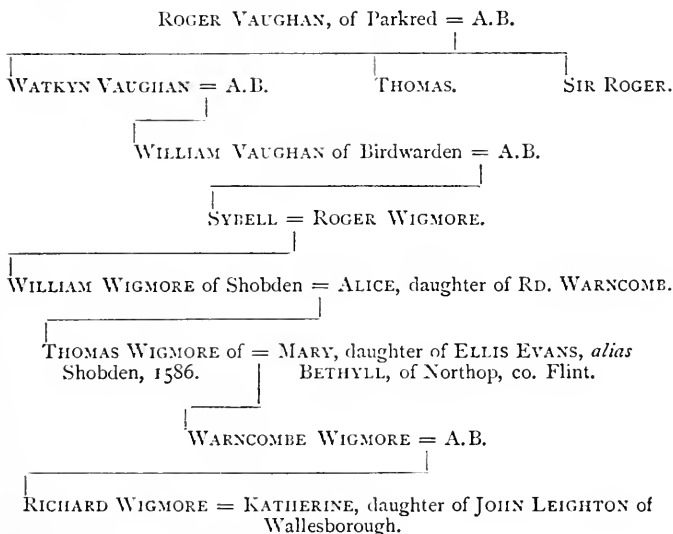 ROGER VAUGHAN, of Parkred = A.B.
WATKYN VAUGHAN = A.B. THOMAS. SIR ROGER.
WILLIAM VAUGHAN of Birdwarden = A.B.
SYBELL = ROGER WIGMORE.
WILLIAM WIGMORE of Shobden = ALICE, daughter of RD. WARNCOMB.
THOMAS WIGMORE of = MARY, daughter of ELLIS EVANS, alias
Shobden, 1586. BETHYLL, of Northop, co. Flint.
WARNCOMBE WIGMORE = A.B.
RICHARD WIGMORE = KATHERINE, daughter of JOHN LEIGHTON of
Wallesborough.